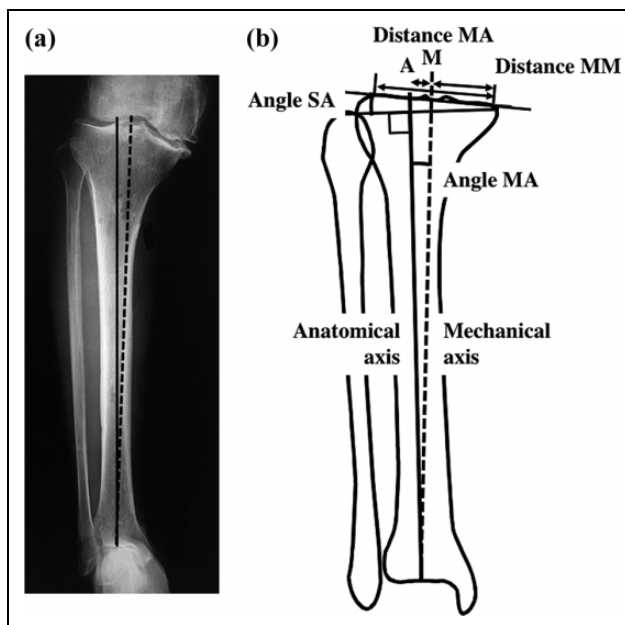 (a)
(b)
Distance MA
M
A
Distance MM
Angle SA
Angle MA
Anatomical
axis
Mechanical
axis